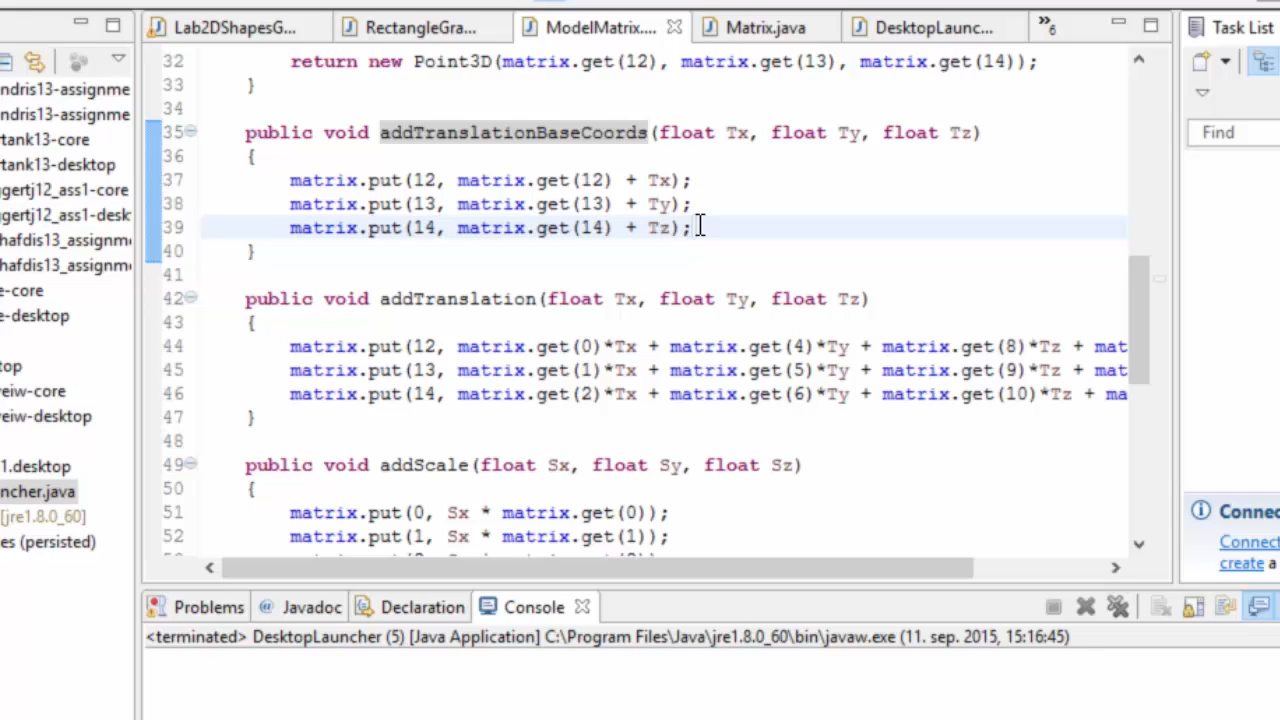 Lab2DShapesG...
RectangleGra...
ModelMatrix....
Matrix.java
DesktopLaunc...
»6
Task List
ndris13-assignme
ndris13-assignme
rtank13-core
rtank13-desktop
ggertj12_ass1-core
ggertj12_ass1-desk
hafdis13_assignm
hafdis13_assignm
e-core
e-desktop
top
veiw-core
veiw-desktop
1.desktop
ncher.java
[jre1.8.0_60]
es (persisted)
32 return new Point3D(matrix.get(12), matrix.get(13), matrix.get(14));
33 }
34
35 public void addTranslationBaseCoords(float Tx, float Ty, float Tz)
36 {
37 matrix.put(12, matrix.get(12) + Tx);
38 matrix.put(13, matrix.get(13) + Ty);
39 matrix.put(14, matrix.get(14) + Tz);
40 }
41
42 public void addTranslation(float Tx, float Ty, float Tz)
43 {
44 matrix.put(12, matrix.get(0)*Tx + matrix.get(4)*Ty + matrix.get(8)*Tz + mat
45 matrix.put(13, matrix.get(1)*Tx + matrix.get(5)*Ty + matrix.get(9)*Tz + mat
46 matrix.put(14, matrix.get(2)*Tx + matrix.get(6)*Ty + matrix.get(10)*Tz + ma
47 }
48
49 public void addScale(float Sx, float Sy, float Sz)
50 {
51 matrix.put(0, Sx * matrix.get(0));
52 matrix.put(1, Sx * matrix.get(1));
Find
Connec
Connect
create a
Problems
@ Javadoc
Declaration
Console
<terminated> DesktopLauncher (5) [Java Application] C:\Program Files\Java\jre1.8.0_60\bin\javaw.exe (11. sep. 2015, 15:16:45)